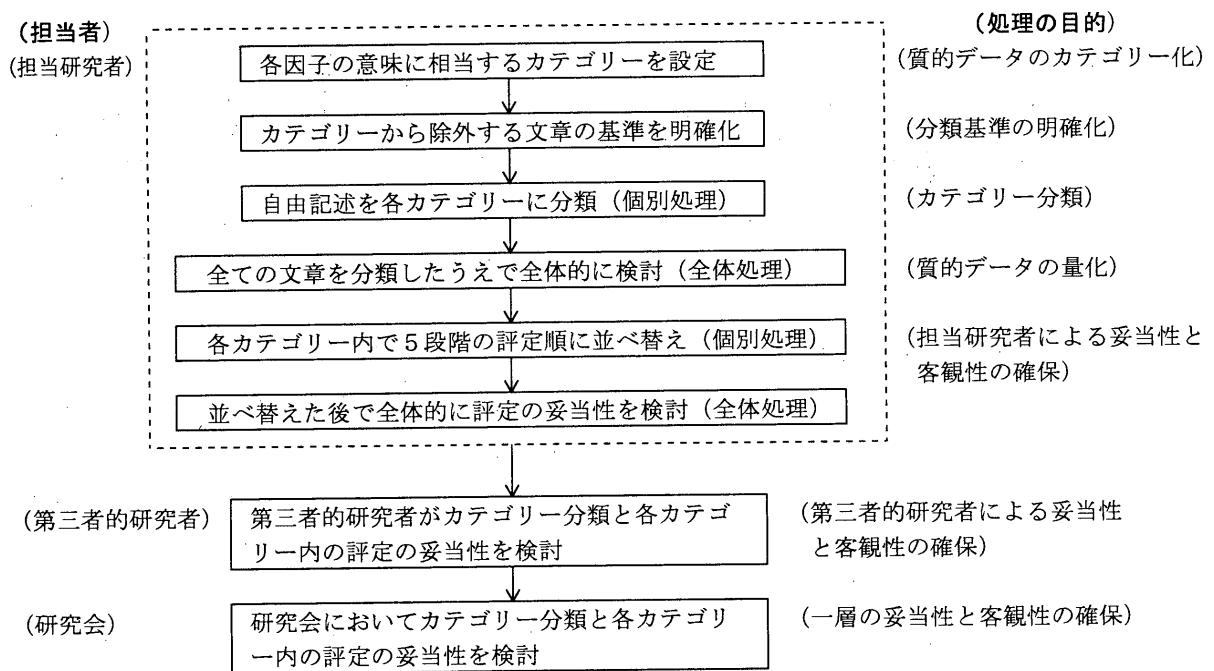 (担当者)
(処理の目的)
(担当研究者)
各因子の意味に相当するカテゴリーを設定
(質的データのカテゴリー化)
カテゴリーから除外する文章の基準を明確化
(分類基準の明確化)
自由記述を各カテゴリーに分類(個別処理)
(カテゴリー分類)
全ての文章を分類したうえで全体的に検討(全体処理)
(質的データの量化)
各カテゴリー内で5段階の評定順に並べ替え(個別処理)
(担当研究者による妥当性と
客観性の確保)
並べ替えた後で全体的に評定の妥当性を検討(全体処理)
(第三者的研究者)
第三者的研究者がカテゴリー分類と各カテゴ
リー内の評定の妥当性を検討
(第三者的研究者による妥当性
と客観性の確保)
(研究会)
研究会においてカテゴリー分類と各カテゴリ
ー内の評定の妥当性を検討
(一層の妥当性と客観性の確保)